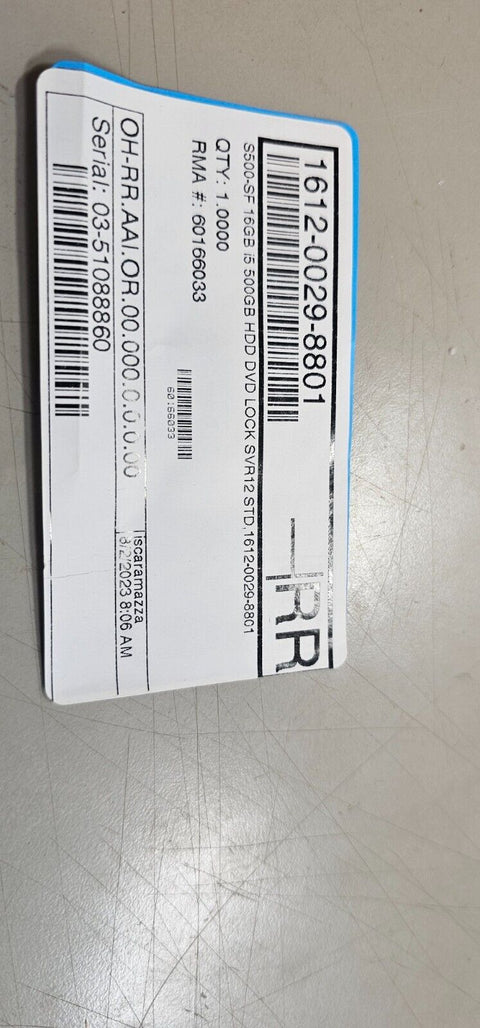 1612-0029-8801
RR
S500-SF 16GB i5 500GB HDD DVD LOCK SVR12 STD,1612-0029-8801
QTY: 1.0000
RMA #: 60166033
60166033
OH-RR.AAI.OR.00.000.0.0.0.00
lscaramazza
8/2/2023 8:06 AM
Serial: 03-51088860